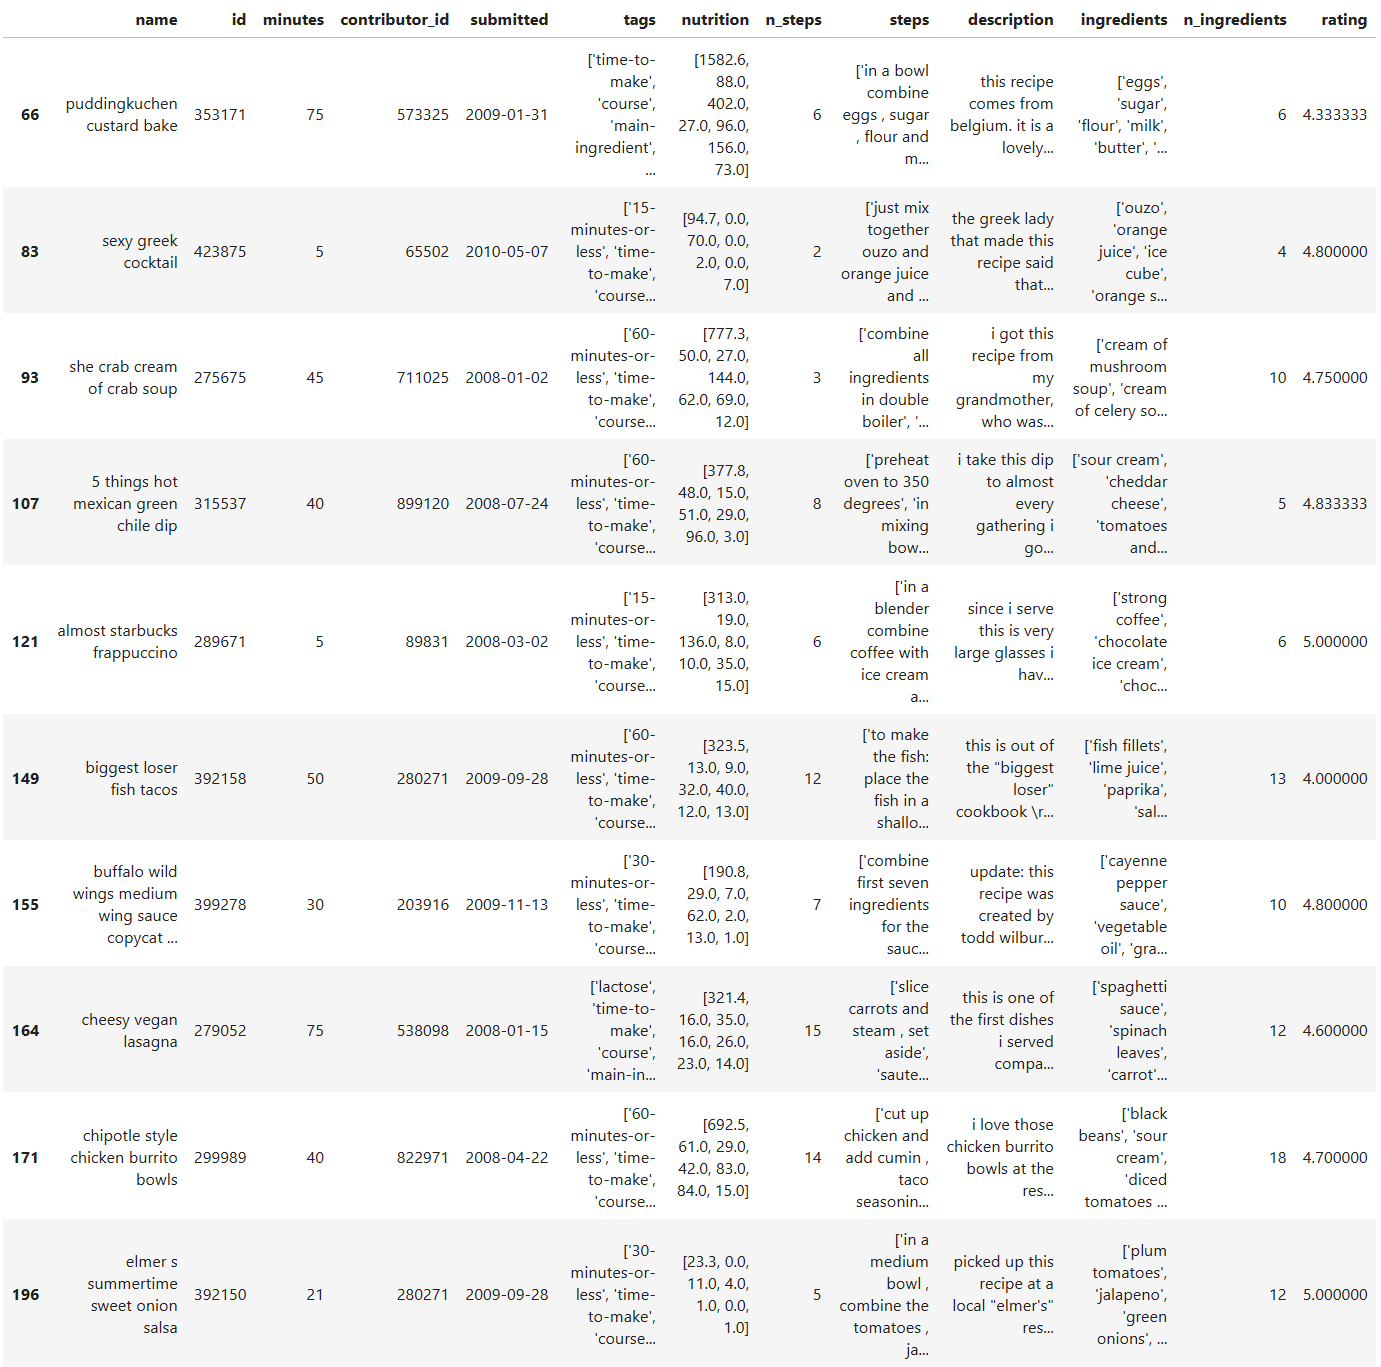 name id minutes contributor_id submitted tags nutrition n_steps steps description ingredients n_ingredients rating
66 puddingkuchen custard bake 353171 75 573325 2009-01-31 ['time-to-make', 'course', 'main-ingredient', ... [1582.6, 88.0, 402.0, 27.0, 96.0, 156.0, 73.0] 6 ['in a bowl combine eggs , sugar , flour and m... this recipe comes from belgium. it is a lovely... ['eggs', 'sugar', 'flour', 'milk', 'butter', '... 6 4.333333
83 sexy greek cocktail 423875 5 65502 2010-05-07 ['15-minutes-or-less', 'time-to-make', 'course... [94.7, 0.0, 70.0, 0.0, 2.0, 0.0, 7.0] 2 ['just mix together ouzo and orange juice and ... the greek lady that made this recipe said that... ['ouzo', 'orange juice', 'ice cube', 'orange s... 4 4.800000
93 she crab cream of crab soup 275675 45 711025 2008-01-02 ['60-minutes-or-less', 'time-to-make', 'course... [777.3, 50.0, 27.0, 144.0, 62.0, 69.0, 12.0] 3 ['combine all ingredients in double boiler', '... i got this recipe from my grandmother, who was... ['cream of mushroom soup', 'cream of celery so... 10 4.750000
107 5 things hot mexican green chile dip 315537 40 899120 2008-07-24 ['60-minutes-or-less', 'time-to-make', 'course... [377.8, 48.0, 15.0, 51.0, 29.0, 96.0, 3.0] 8 ['preheat oven to 350 degrees', 'in mixing bow... i take this dip to almost every gathering i go... ['sour cream', 'cheddar cheese', 'tomatoes and... 5 4.833333
121 almost starbucks frappuccino 289671 5 89831 2008-03-02 ['15-minutes-or-less', 'time-to-make', 'course... [313.0, 19.0, 136.0, 8.0, 10.0, 35.0, 15.0] 6 ['in a blender combine coffee with ice cream a... since i serve this is very large glasses i hav... ['strong coffee', 'chocolate ice cream', 'choc... 6 5.000000
149 biggest loser fish tacos 392158 50 280271 2009-09-28 ['60-minutes-or-less', 'time-to-make', 'course... [323.5, 13.0, 9.0, 32.0, 40.0, 12.0, 13.0] 12 ['to make the fish: place the fish in a shallo... this is out of the "biggest loser" cookbook \r... ['fish fillets', 'lime juice', 'paprika', 'sal... 13 4.000000
155 buffalo wild wings medium wing sauce copycat ... 399278 30 203916 2009-11-13 ['30-minutes-or-less', 'time-to-make', 'course... [190.8, 29.0, 7.0, 62.0, 2.0, 13.0, 1.0] 7 ['combine first seven ingredients for the sauc... update: this recipe was created by todd wilbur... ['cayenne pepper sauce', 'vegetable oil', 'gra... 10 4.800000
164 cheesy vegan lasagna 279052 75 538098 2008-01-15 ['lactose', 'time-to-make', 'course', 'main-in... [321.4, 16.0, 35.0, 16.0, 26.0, 23.0, 14.0] 15 ['slice carrots and steam , set aside', 'saute... this is one of the first dishes i served compa... ['spaghetti sauce', 'spinach leaves', 'carrot'... 12 4.600000
171 chipotle style chicken burrito bowls 299989 40 822971 2008-04-22 ['60-minutes-or-less', 'time-to-make', 'course... [692.5, 61.0, 29.0, 42.0, 83.0, 84.0, 15.0] 14 ['cut up chicken and add cumin , taco seasonin... i love those chicken burrito bowls at the res... ['black beans', 'sour cream', 'diced tomatoes ... 18 4.700000
196 elmer s summertime sweet onion salsa 392150 21 280271 2009-09-28 ['30-minutes-or-less', 'time-to-make', 'course... [23.3, 0.0, 11.0, 4.0, 1.0, 0.0, 1.0] 5 ['in a medium bowl , combine the tomatoes , ja... picked up this recipe at a local "elmer's" res... ['plum tomatoes', 'jalapeno', 'green onions', ... 12 5.000000